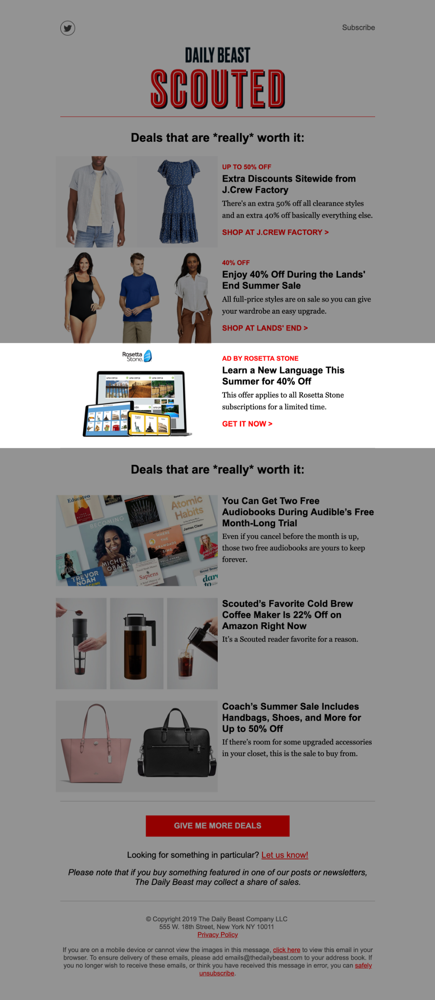 Subscribe
DAILY BEAST
SCOUTED
Deals that are *really* worth it:
UP TO 50% OFF
Extra Discounts Sitewide from
J.Crew Factory
There's an extra 50% off all clearance styles
and an extra 40% off basically everything else.
SHOP AT J.CREW FACTORY >
40% OFF
Enjoy 40% Off During the Lands'
End Summer Sale
All full-price styles are on sale so you can give
your wardrobe an easy upgrade.
SHOP AT LANDS' END >
Rosetta
Stone.
una cerca
una cerca
una cerca
AD BY ROSETTA STONE
Learn a New Language This
Summer for 40% Off
This offer applies to all Rosetta Stone
subscriptions for a limited time.
GET IT NOW >
Deals that are *really* worth it:
Educated
Atomic
Habits
James Clear
BECOMING
MICHELLE
OBAMA
WHERE
THE
CRAWDADS
SING
DELIA OWENS
TREVOR
NOAH
Yuval Noah Harari
Sapiens
A Brief History of
Humankind
You Can Get Two Free
Audiobooks During Audible’s Free
Month-Long Trial
Even if you cancel before the month is up,
those two free audiobooks are yours to keep
forever.
Scouted’s Favorite Cold Brew
Coffee Maker Is 22% Off on
Amazon Right Now
It’s a Scouted reader favorite for a reason.
Coach’s Summer Sale Includes
Handbags, Shoes, and More for
Up to 50% Off
If there’s room for some upgraded accessories
in your closet, this is the sale to buy from.
GIVE ME MORE DEALS
Looking for something in particular? Let us know!
Please note that if you buy something featured in one of our posts or newsletters,
The Daily Beast may collect a share of sales.
© Copyright 2019 The Daily Beast Company LLC
555 W. 18th Street, New York NY 10011
Privacy Policy
If you are on a mobile device or cannot view the images in this message, click here to view this email in your
browser. To ensure delivery of these emails, please add emails@thedailybeast.com to your address book. If
you no longer wish to receive these emails, or think you have received this message in error, you can safely
unsubscribe.